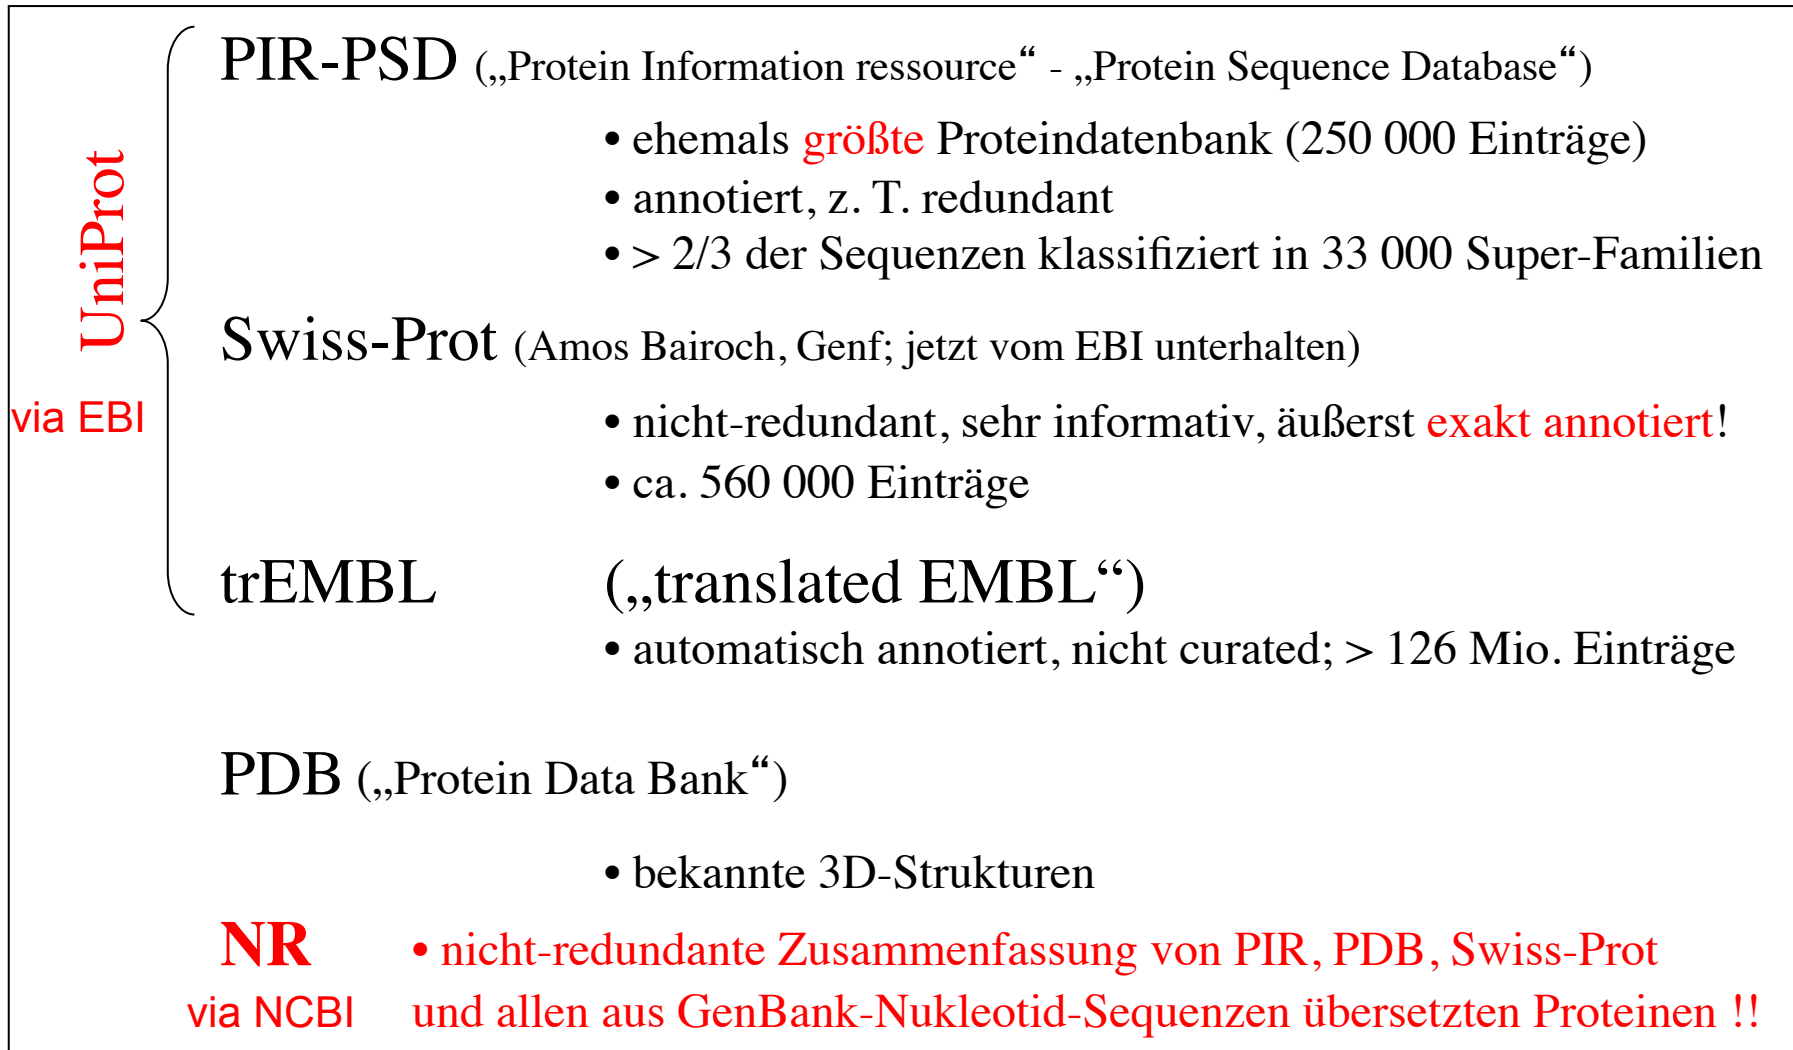 PIR-PSD („Protein Information ressource“ - „Protein Sequence Database“)
• ehemals größte Proteindatenbank (250 000 Einträge)
• annotiert, z. T. redundant
• > 2/3 der Sequenzen klassifiziert in 33 000 Super-Familien
UniProt
via EBI
Swiss-Prot (Amos Bairoch, Genf; jetzt vom EBI unterhalten)
• nicht-redundant, sehr informativ, äußerst exakt annotiert!
• ca. 560 000 Einträge
trEMBL („translated EMBL“)
• automatisch annotiert, nicht curated; > 126 Mio. Einträge
PDB („Protein Data Bank“)
• bekannte 3D-Strukturen
NR • nicht-redundante Zusammenfassung von PIR, PDB, Swiss-Prot
via NCBI und allen aus GenBank-Nukleotid-Sequenzen übersetzten Proteinen !!